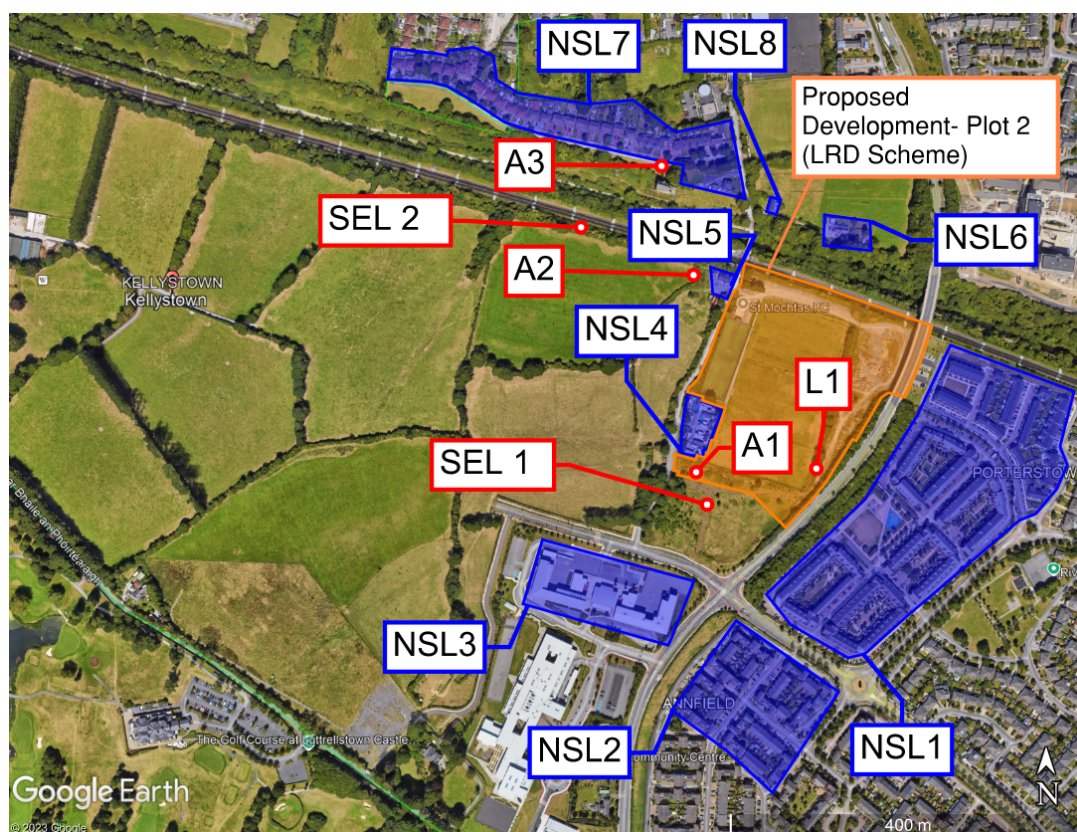 NSL7
NSL8
Proposed
Development- Plot 2
(LRD Scheme)
A3
SEL 2
NSL5
NSL6
A2
KELLYSTOWN
Kellystown
St Mochtas FC
NSL4
L1
A1
SEL 1
PORTERSTOW
NSL3
ANNFIELD
The Golf Course at Luttrellstown Castle...
NSL2
ommunity Centre
NSL1
Google Earth
N
© 2023 Google
400 m